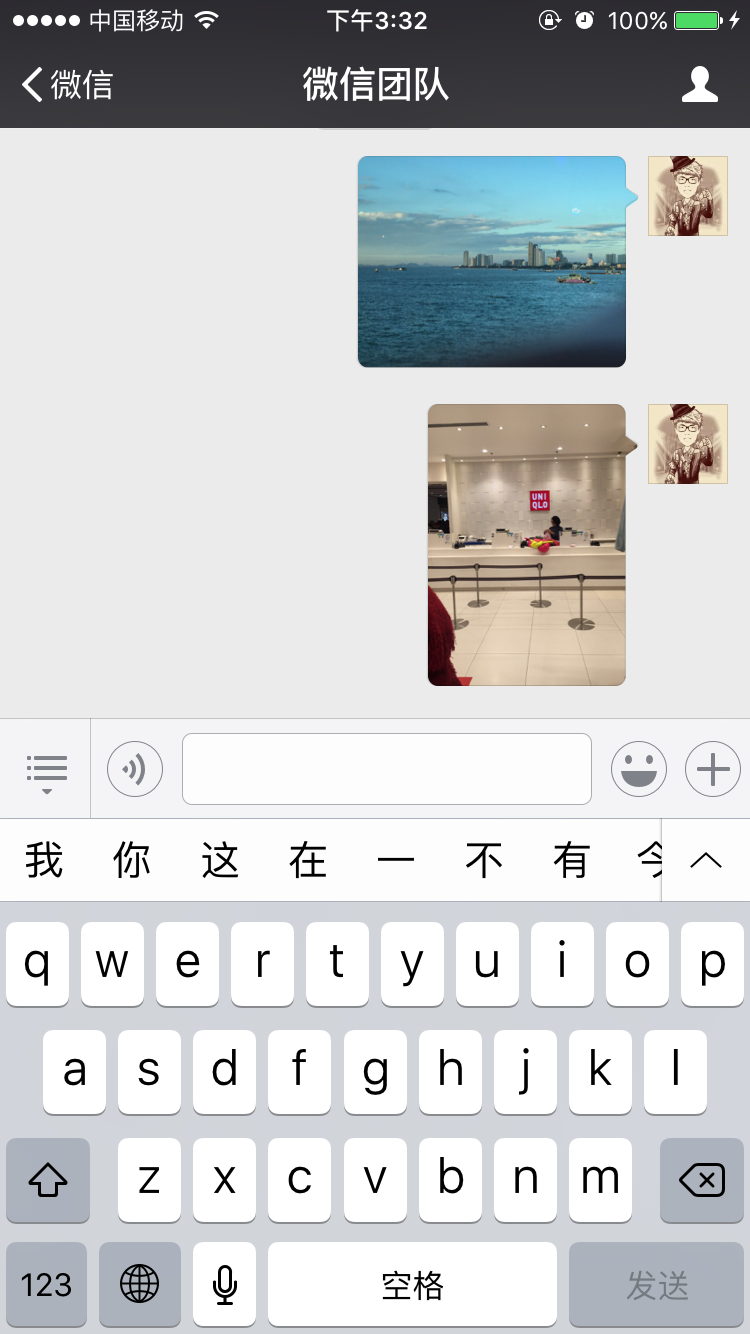 中国移动 下午3:32 100%
微信 微信团队
UNI
QLO
我 你 这 在 一 不 有 今
q w e r t y u i o p
a s d f g h j k l
z x c v b n m
123 空格 发送